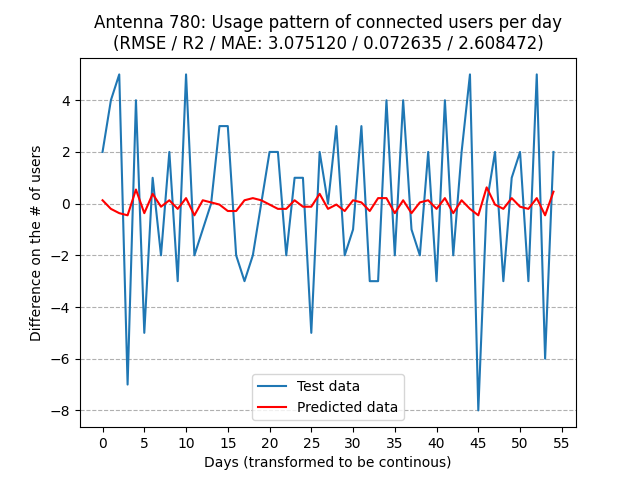 Antenna 780: Usage pattern of connected users per day
(RMSE / R2 / MAE: 3.075120 / 0.072635 / 2.608472)
Difference on the # of users
4
2
0
−2
−4
−6
−8
Test data
Predicted data
0 5 10 15 20 25 30 35 40 45 50 55
Days (transformed to be continous)